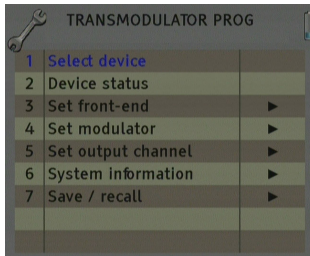 TRANSMODULATOR PROG
1 Select device
2 Device status
3 Set front-end ►
4 Set modulator ►
5 Set output channel ►
6 System information ►
7 Save / recall ►